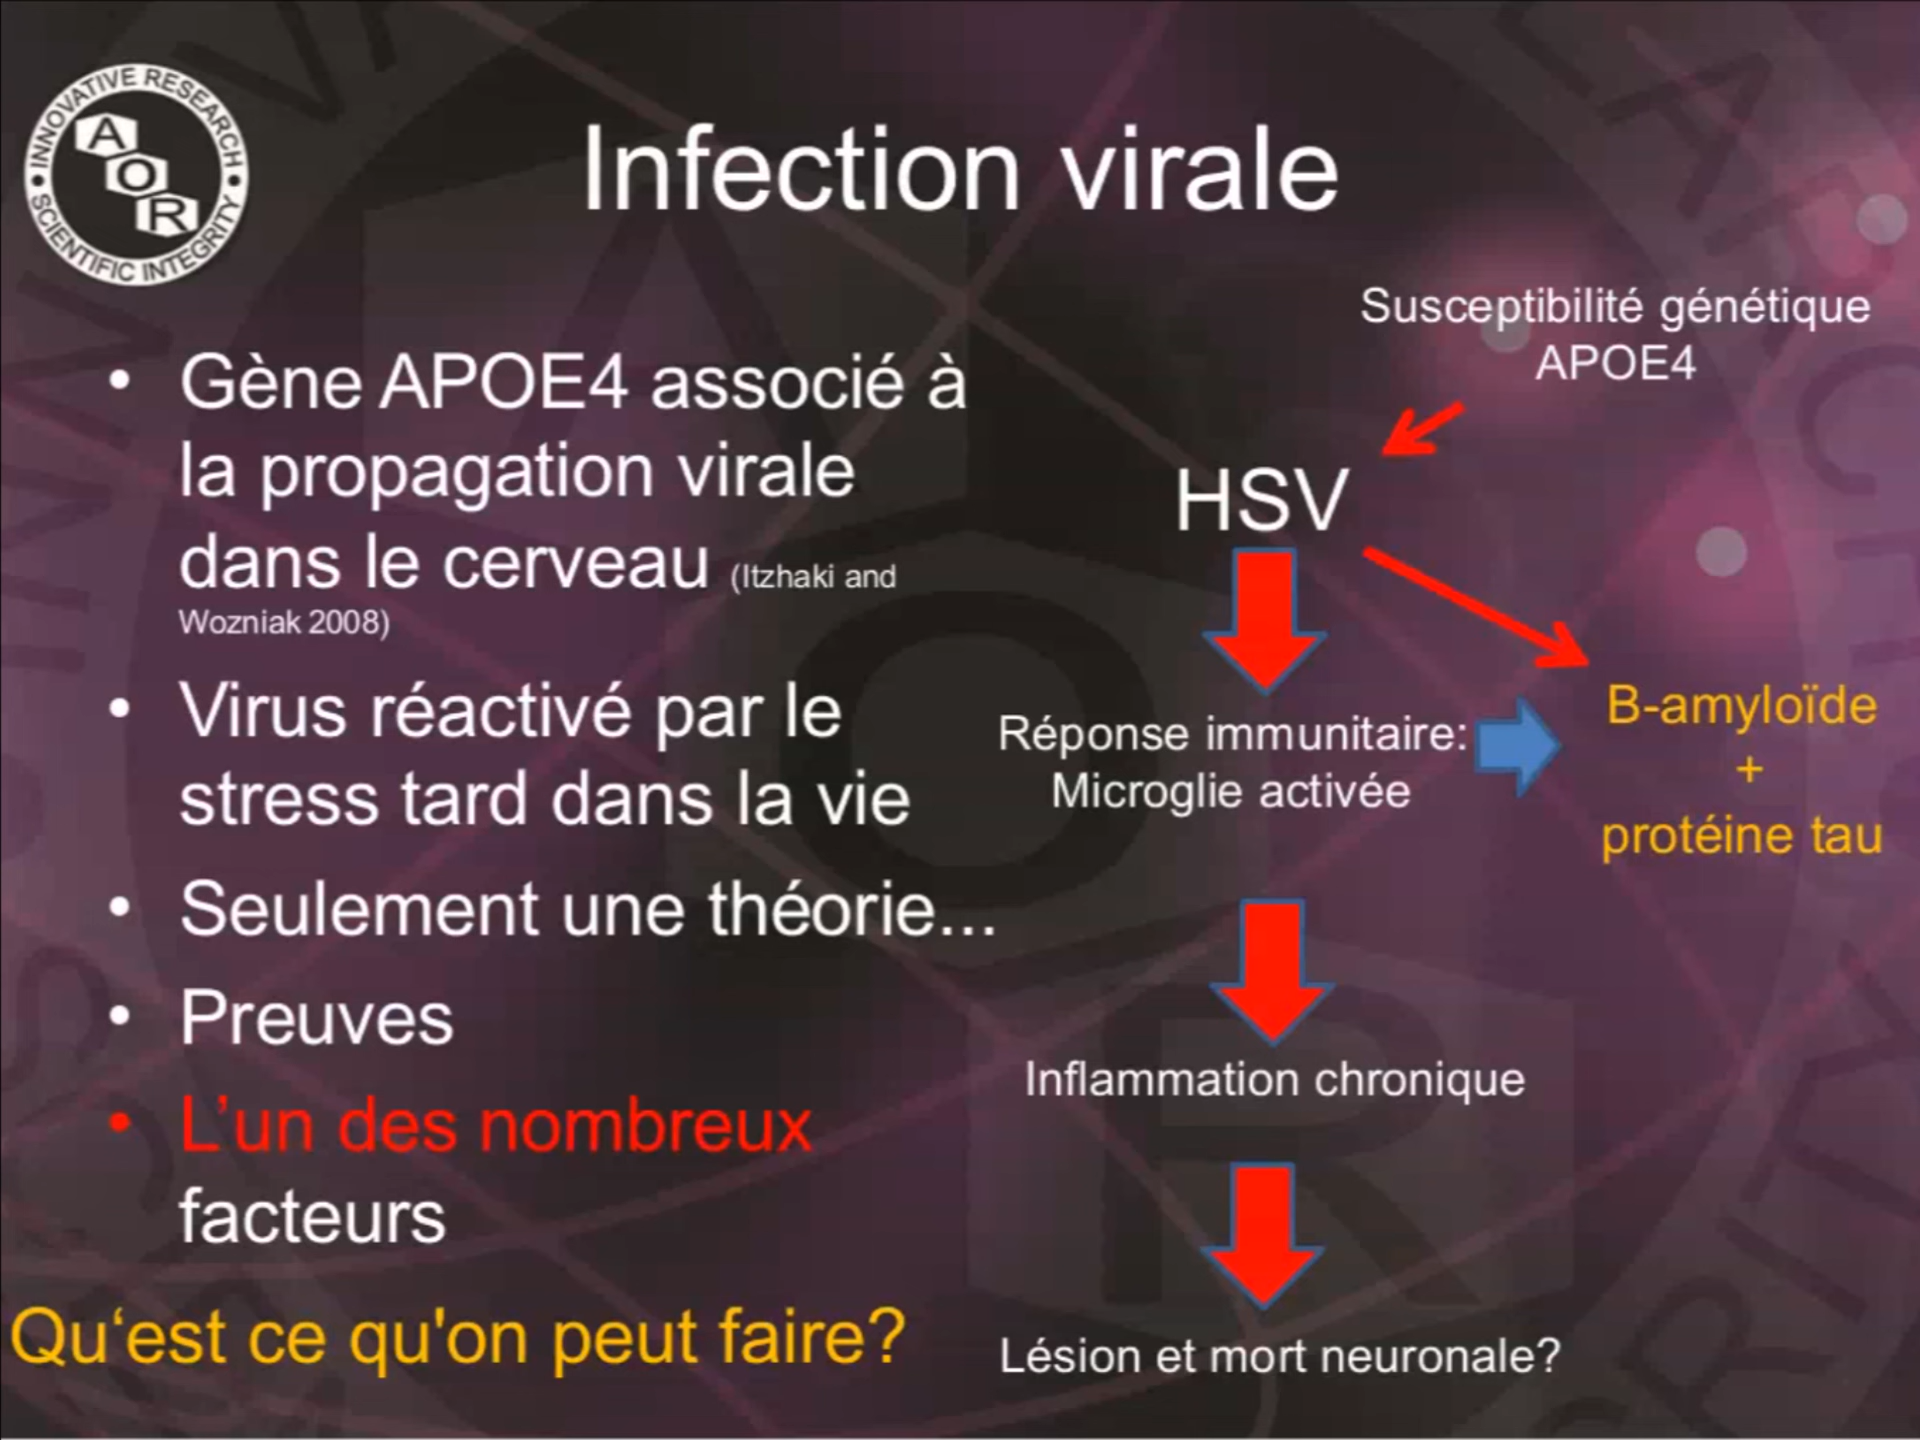 INNOVATIVE RESEARCH
A
O
R
SCIENTIFIC INTEGRITY
Infection virale
• Gène APOE4 associé à
la propagation virale
dans le cerveau (Itzhaki and
Wozniak 2008)
• Virus réactivé par le
stress tard dans la vie
• Seulement une théorie...
• Preuves
• L’un des nombreux
facteurs
Qu‘est ce qu'on peut faire?
Susceptibilité génétique
APOE4
HSV
Réponse immunitaire:
Microglie activée
B-amyloïde
+
protéine tau
Inflammation chronique
Lésion et mort neuronale?